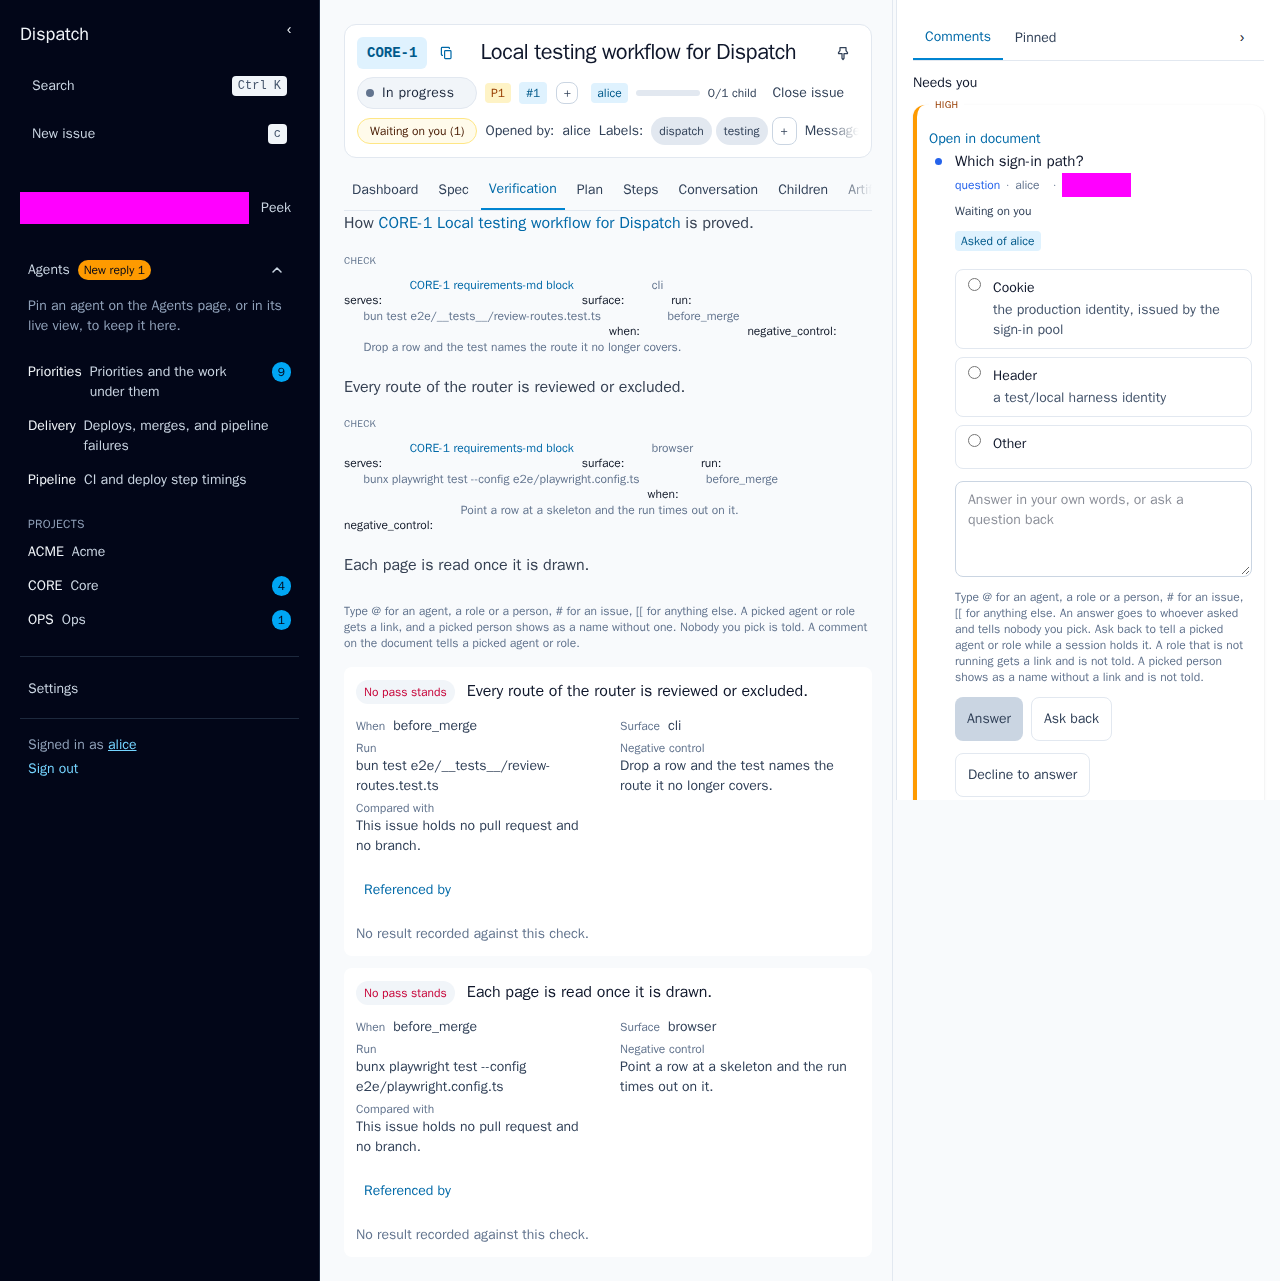 Dispatch
Search
Ctrl K
New issue
C
Peek
Agents
New reply 1
Pin an agent on the Agents page, or in its
live view, to keep it here.
Priorities
Priorities and the work
under them
9
Delivery
Deploys, merges, and pipeline
failures
Pipeline
CI and deploy step timings
PROJECTS
ACME Acme
CORE Core
4
OPS Ops
1
Settings
Signed in as alice
Sign out
CORE-1
Local testing workflow for Dispatch
In progress
P1
#1
+
alice
0/1 child
Close issue
Waiting on you (1)
Opened by: alice Labels:
dispatch
testing
+
Message
Dashboard
Spec
Verification
Plan
Steps
Conversation
Children
Arti
How CORE-1 Local testing workflow for Dispatch is proved.
CHECK
CORE-1 requirements-md block
cli
serves:
surface:
run:
bun test e2e/__tests__/review-routes.test.ts
before_merge
when:
negative_control:
Drop a row and the test names the route it no longer covers.
Every route of the router is reviewed or excluded.
CHECK
CORE-1 requirements-md block
browser
serves:
surface:
run:
bunx playwright test --config e2e/playwright.config.ts
before_merge
when:
Point a row at a skeleton and the run times out on it.
negative_control:
Each page is read once it is drawn.
Type @ for an agent, a role or a person, # for an issue, [[ for anything else. A picked agent or role
gets a link, and a picked person shows as a name without one. Nobody you pick is told. A comment
on the document tells a picked agent or role.
No pass stands
Every route of the router is reviewed or excluded.
When before_merge
Surface cli
Run
bun test e2e/__tests__/review-
routes.test.ts
Negative control
Drop a row and the test names the
route it no longer covers.
Compared with
This issue holds no pull request and
no branch.
Referenced by
No result recorded against this check.
No pass stands
Each page is read once it is drawn.
When before_merge
Surface browser
Run
bunx playwright test --config
e2e/playwright.config.ts
Negative control
Point a row at a skeleton and the run
times out on it.
Compared with
This issue holds no pull request and
no branch.
Referenced by
No result recorded against this check.
Comments
Pinned
Needs you
HIGH
Open in document
Which sign-in path?
question · alice ·
Waiting on you
Asked of alice
Cookie
the production identity, issued by the
sign-in pool
Header
a test/local harness identity
Other
Answer in your own words, or ask a
question back
Type @ for an agent, a role or a person, # for an issue,
[[ for anything else. An answer goes to whoever asked
and tells nobody you pick. Ask back to tell a picked
agent or role while a session holds it. A role that is not
running gets a link and is not told. A picked person
shows as a name without a link and is not told.
Answer
Ask back
Decline to answer